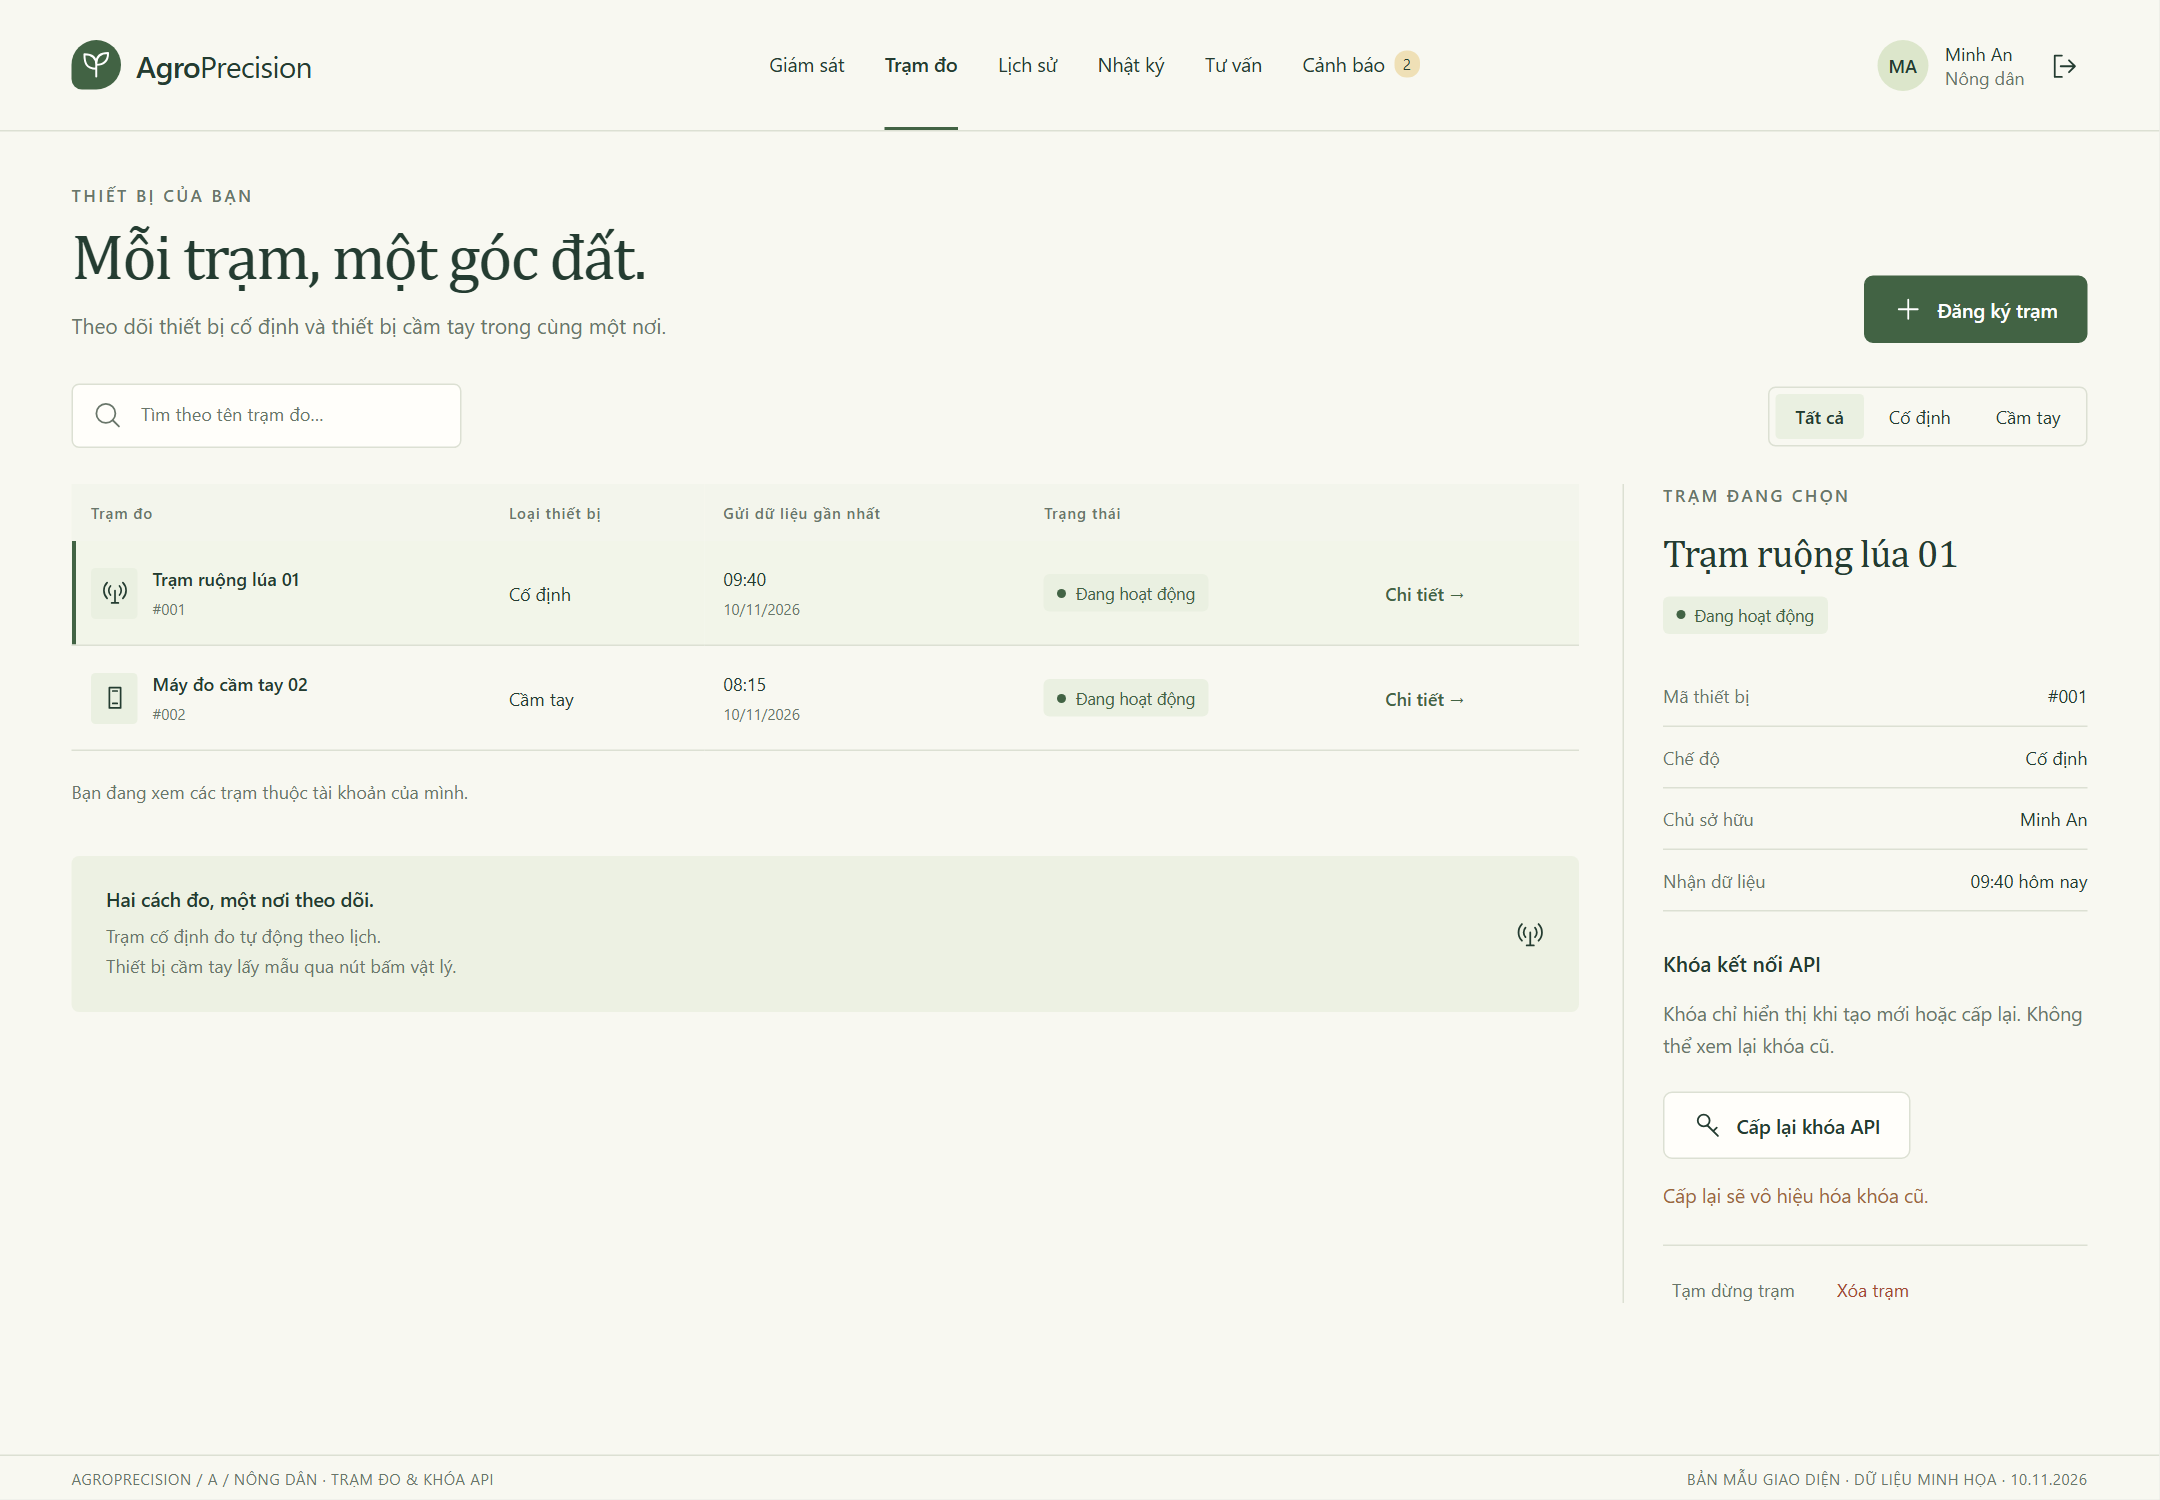 AgroPrecision
Giám sát
Trạm đo
Lịch sử
Nhật ký
Tư vấn
Cảnh báo 2
MA
Minh An
Nông dân
THIẾT BỊ CỦA BẠN
Mỗi trạm, một góc đất.
Theo dõi thiết bị cố định và thiết bị cầm tay trong cùng một nơi.
Đăng ký trạm
Tìm theo tên trạm đo...
Tất cả
Cố định
Cầm tay
Trạm đo
Loại thiết bị
Gửi dữ liệu gần nhất
Trạng thái
Trạm ruộng lúa 01
#001
Cố định
09:40
10/11/2026
Đang hoạt động
Chi tiết →
Máy đo cầm tay 02
#002
Cầm tay
08:15
10/11/2026
Đang hoạt động
Chi tiết →
Bạn đang xem các trạm thuộc tài khoản của mình.
Hai cách đo, một nơi theo dõi.
Trạm cố định đo tự động theo lịch.
Thiết bị cầm tay lấy mẫu qua nút bấm vật lý.
TRẠM ĐANG CHỌN
Trạm ruộng lúa 01
Đang hoạt động
Mã thiết bị #001
Chế độ Cố định
Chủ sở hữu Minh An
Nhận dữ liệu 09:40 hôm nay
Khóa kết nối API
Khóa chỉ hiển thị khi tạo mới hoặc cấp lại. Không
thể xem lại khóa cũ.
Cấp lại khóa API
Cấp lại sẽ vô hiệu hóa khóa cũ.
Tạm dừng trạm
Xóa trạm
AGROPRECISION / A / NÔNG DÂN · TRẠM ĐO & KHÓA API
BẢN MẪU GIAO DIỆN · DỮ LIỆU MINH HỌA · 10.11.2026